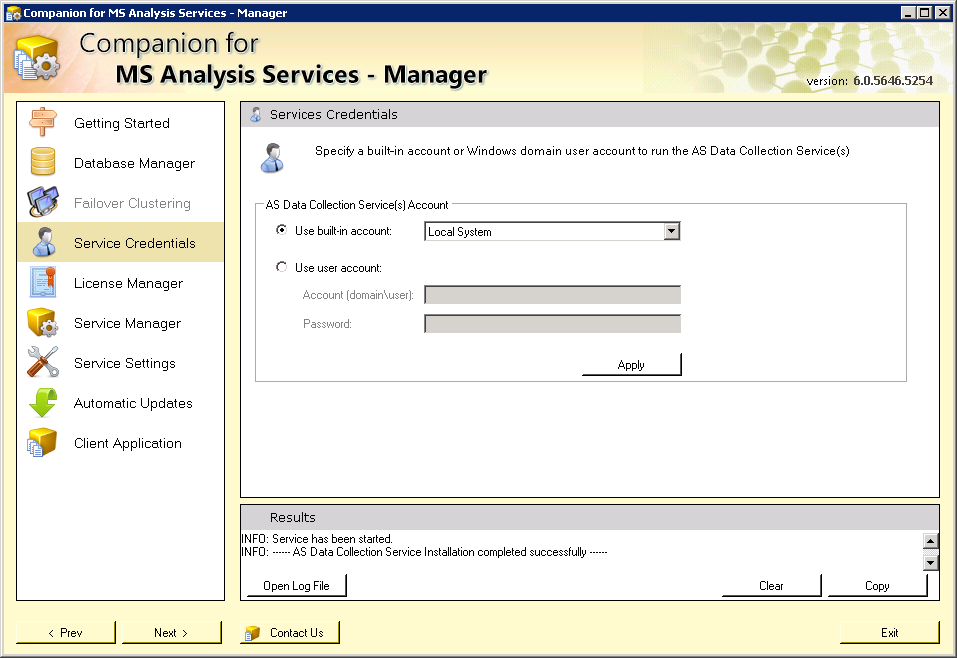 Companion for MS Analysis Services - Manager
Companion for
MS Analysis Services - Manager
version: 6.0.5646.5254
Getting Started
Database Manager
Failover Clustering
Service Credentials
License Manager
Service Manager
Service Settings
Automatic Updates
Client Application
Services Credentials
Specify a built-in account or Windows domain user account to run the AS Data Collection Service(s)
AS Data Collection Service(s) Account
Use built-in account: Local System
Use user account:
Account (domain\user):
Password:
Apply
Results
INFO: Service has been started.
INFO: ------ AS Data Collection Service Installation completed successfully ------
Open Log File Clear Copy
< Prev Next > Contact Us Exit